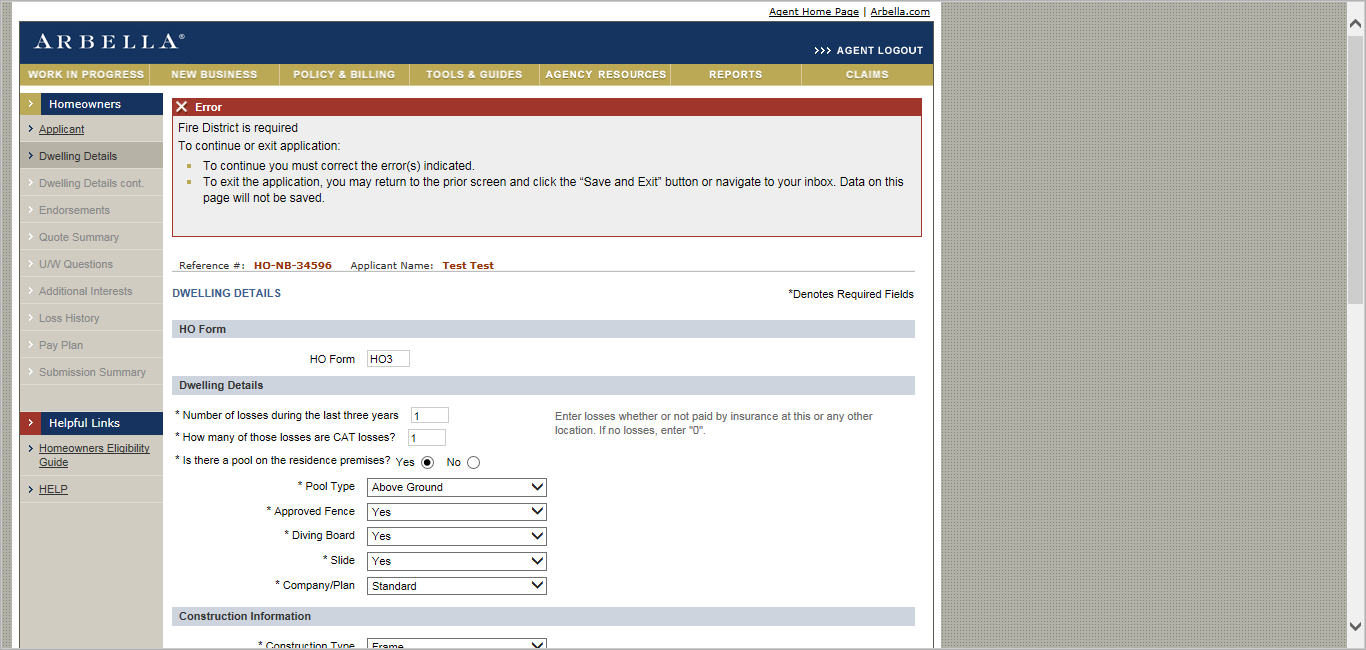 Agent Home Page | Arbella.com
ARBELLA®
>>> AGENT LOGOUT
WORK IN PROGRESS NEW BUSINESS POLICY & BILLING TOOLS & GUIDES AGENCY RESOURCES REPORTS CLAIMS
Homeowners
Applicant
Dwelling Details
Dwelling Details cont.
Endorsements
Quote Summary
U/W Questions
Additional Interests
Loss History
Pay Plan
Submission Summary
Helpful Links
Homeowners Eligibility
Guide
HELP
Error
Fire District is required
To continue or exit application:
To continue you must correct the error(s) indicated.
To exit the application, you may return to the prior screen and click the “Save and Exit” button or navigate to your inbox. Data on this
page will not be saved.
Reference #: HO-NB-34596 Applicant Name: Test Test
DWELLING DETAILS
*Denotes Required Fields
HO Form
HO Form HO3
Dwelling Details
* Number of losses during the last three years 1
Enter losses whether or not paid by insurance at this or any other
location. If no losses, enter "0".
* How many of those losses are CAT losses? 1
* Is there a pool on the residence premises? Yes No
* Pool Type Above Ground
* Approved Fence Yes
* Diving Board Yes
* Slide Yes
* Company/Plan Standard
Construction Information
* Construction Type Frame